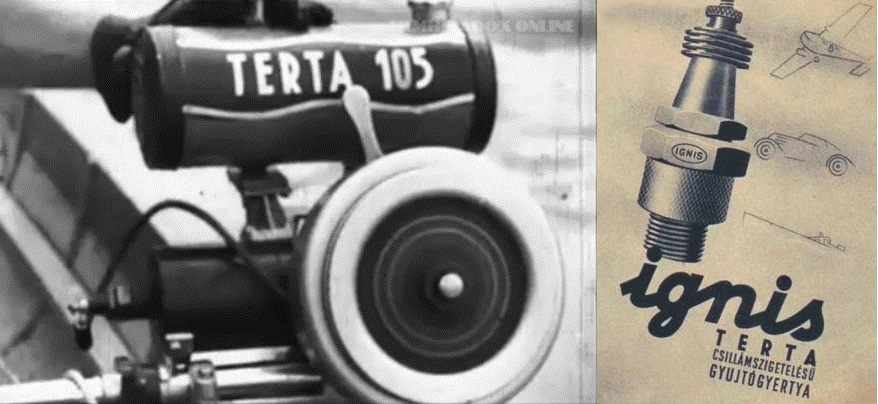 TERTA 105
IGNIS
ignis
TERTA
CSILLÁMSZIGETELÉSŰ
GYUJTÓGYERTYA